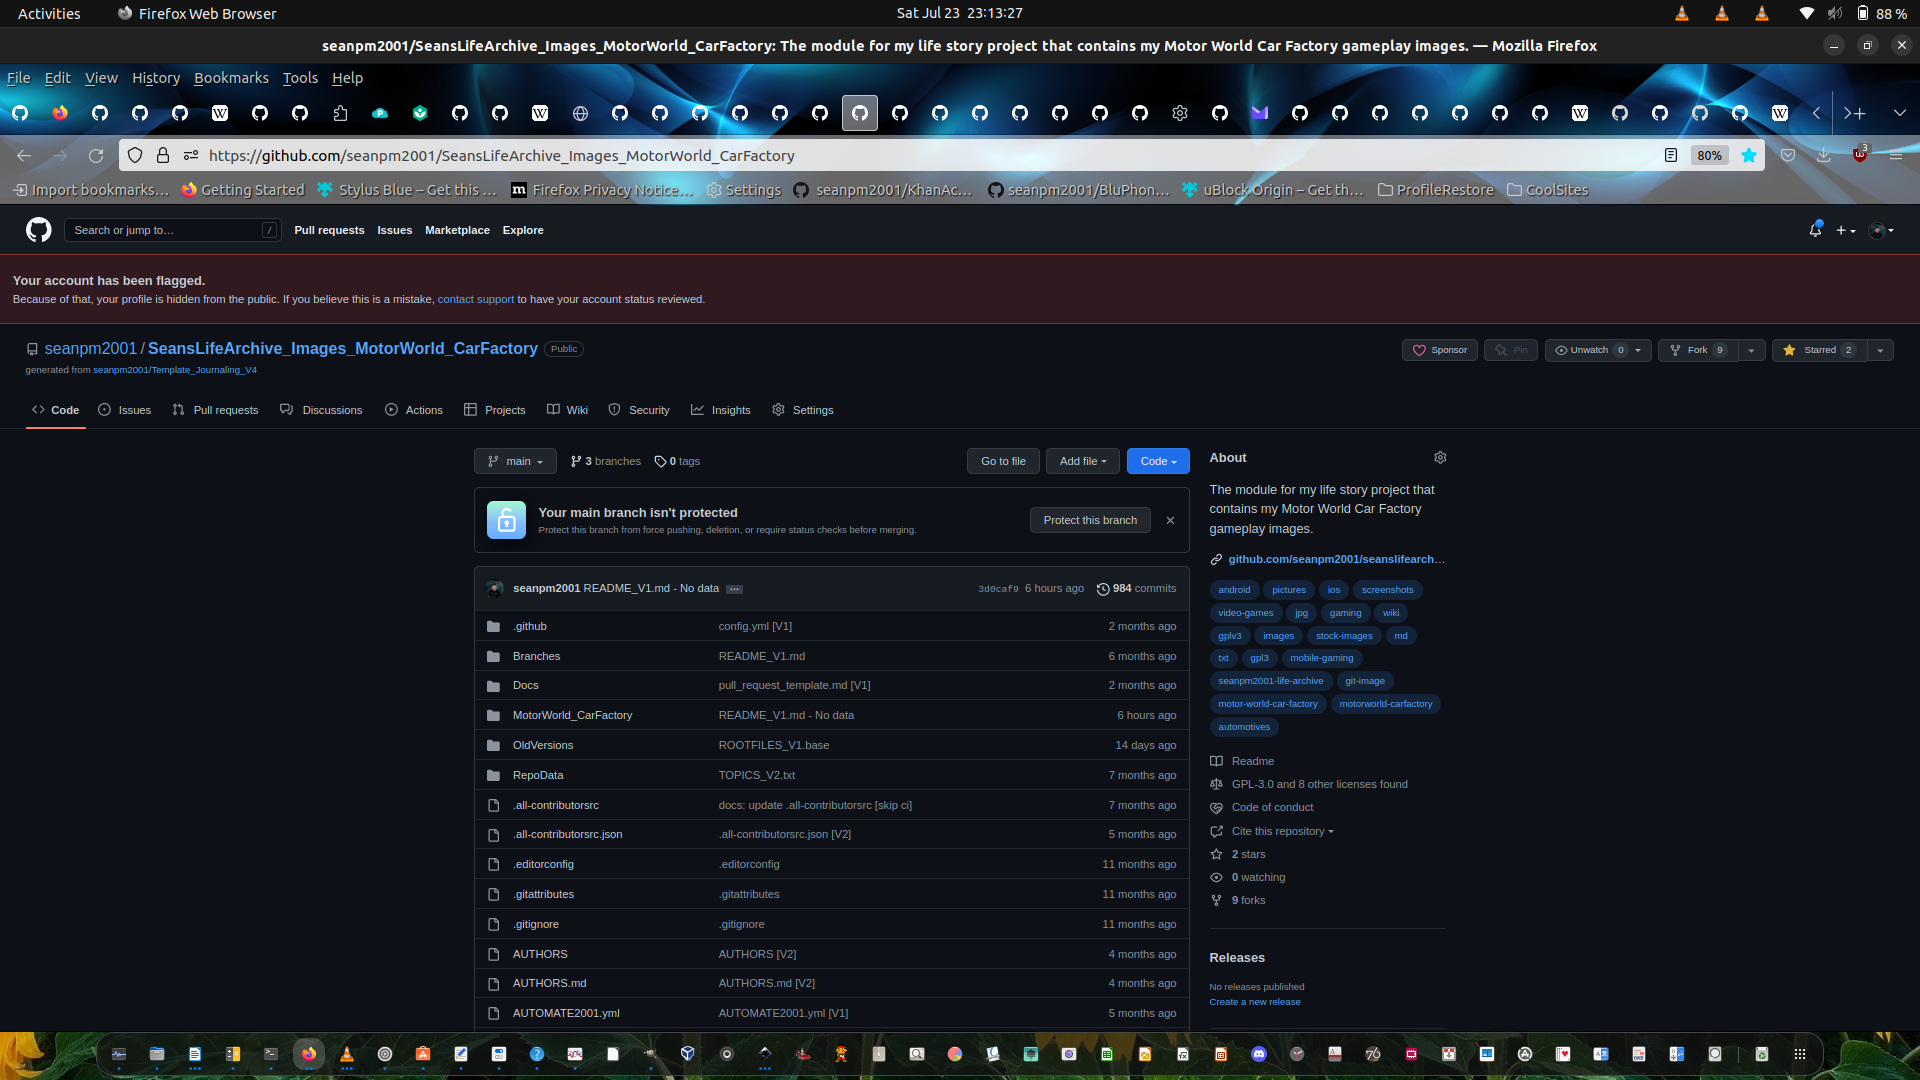 Activities
Firefox Web Browser
Sat Jul 23 23:13:27
88 %
seanpm2001/SeansLifeArchive_Images_MotorWorld_CarFactory: The module for my life story project that contains my Motor World Car Factory gameplay images. — Mozilla Firefox
File Edit View History Bookmarks Tools Help
https://github.com/seanpm2001/SeansLifeArchive_Images_MotorWorld_CarFactory
80%
3
Import bookmarks... Getting Started Stylus Blue – Get this ... Firefox Privacy Notice... Settings seanpm2001/KhanAc... seanpm2001/BluPhon... uBlock Origin – Get th... ProfileRestore CoolSites
Search or jump to... /
Pull requests Issues Marketplace Explore
Your account has been flagged.
Because of that, your profile is hidden from the public. If you believe this is a mistake, contact support to have your account status reviewed.
seanpm2001 / SeansLifeArchive_Images_MotorWorld_CarFactory Public
generated from seanpm2001/Template_Journaling_V4
Sponsor Pin Unwatch 0 Fork 9 Starred 2
Code Issues Pull requests Discussions Actions Projects Wiki Security Insights Settings
main 3 branches 0 tags
Go to file Add file Code
Your main branch isn't protected
Protect this branch from force pushing, deletion, or require status checks before merging.
Protect this branch
seanpm2001 README_V1.md - No data ... 3d0caf9 6 hours ago 984 commits
.github config.yml [V1] 2 months ago
Branches README_V1.md 6 months ago
Docs pull_request_template.md [V1] 2 months ago
MotorWorld_CarFactory README_V1.md - No data 6 hours ago
OldVersions ROOTFILES_V1.base 14 days ago
RepoData TOPICS_V2.txt 7 months ago
.all-contributorsrc docs: update .all-contributorsrc [skip ci] 7 months ago
.all-contributorsrc.json .all-contributorsrc.json [V2] 5 months ago
.editorconfig .editorconfig 11 months ago
.gitattributes .gitattributes 11 months ago
.gitignore .gitignore 11 months ago
AUTHORS AUTHORS [V2] 4 months ago
AUTHORS.md AUTHORS.md [V2] 4 months ago
AUTOMATE2001.yml AUTOMATE2001.yml [V1] 5 months ago
About
The module for my life story project that
contains my Motor World Car Factory
gameplay images.
github.com/seanpm2001/seanslifearch...
android pictures ios screenshots
video-games jpg gaming wiki
gplv3 images stock-images md
txt gpl3 mobile-gaming
seanpm2001-life-archive git-image
motor-world-car-factory motorworld-carfactory
automotives
Readme
GPL-3.0 and 8 other licenses found
Code of conduct
Cite this repository
2 stars
0 watching
9 forks
Releases
No releases published
Create a new release